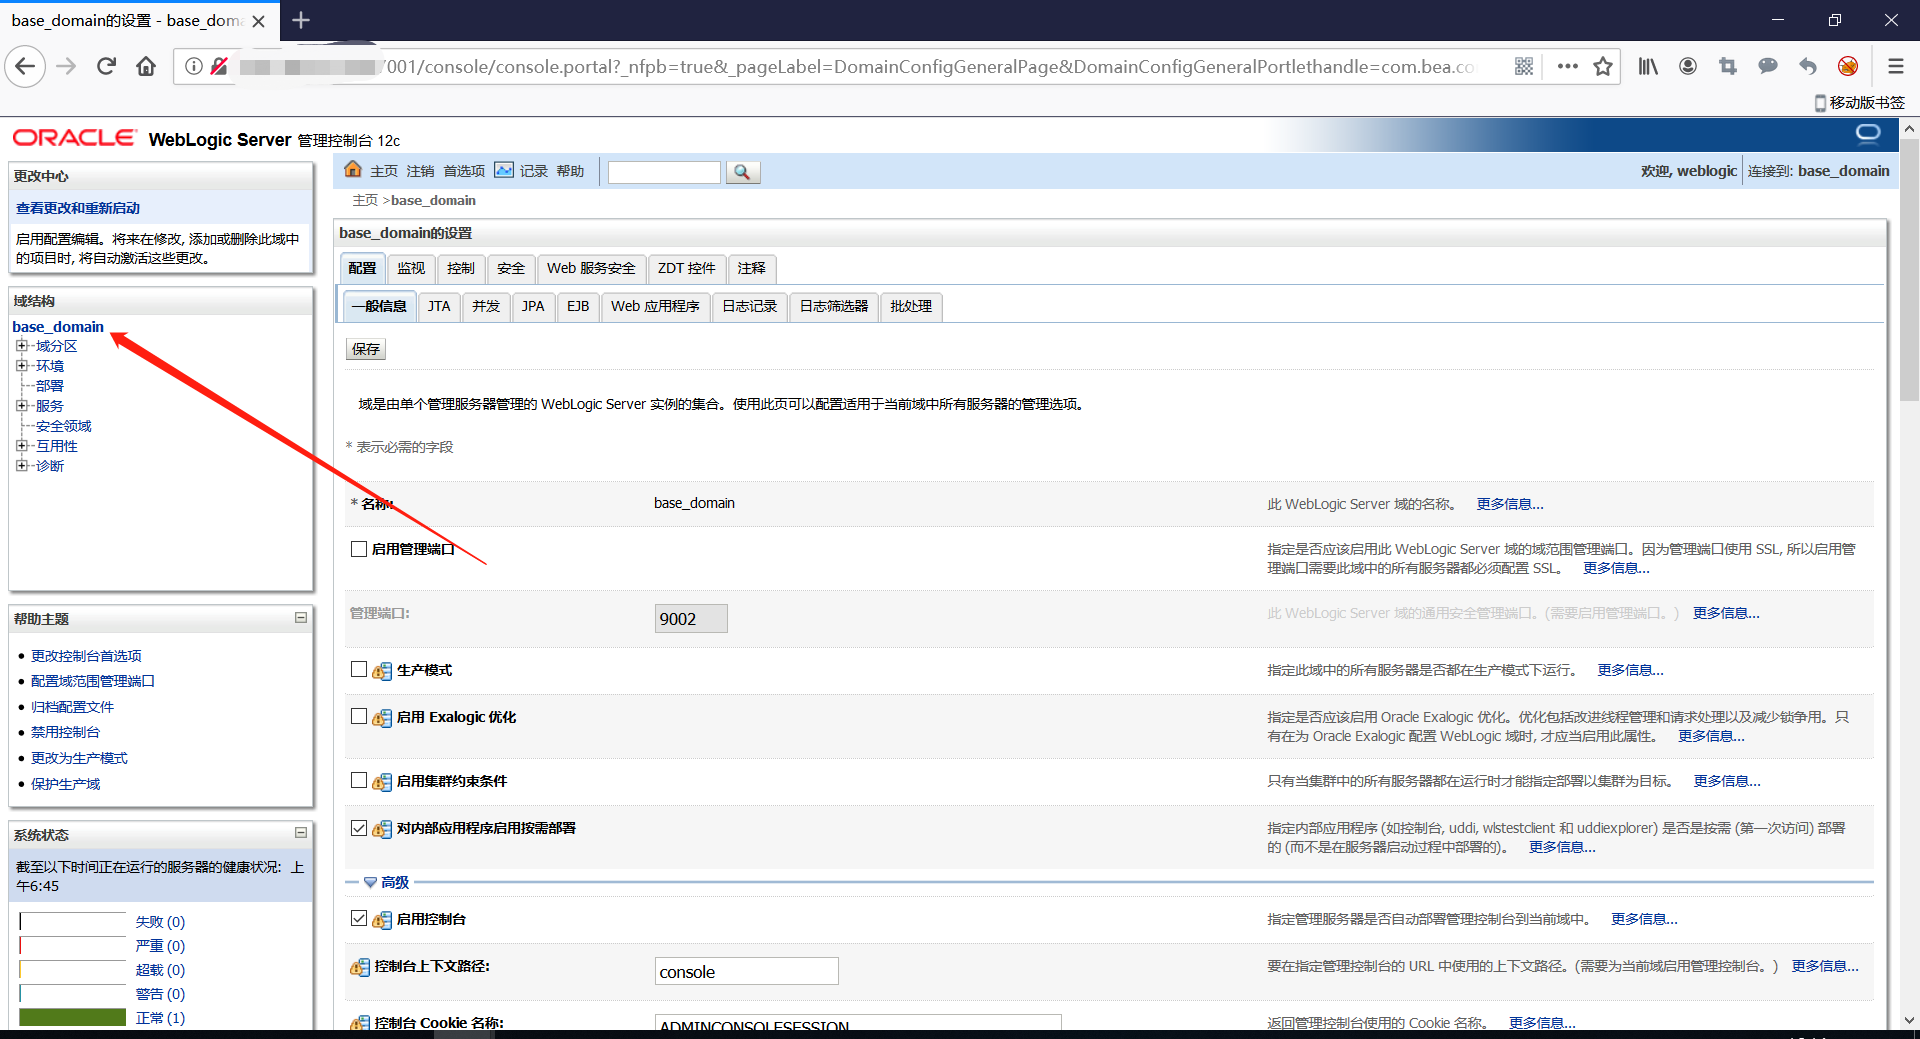 base_domain的设置 - base_dom
7001/console/console.portal?_nfpb=true&_pageLabel=DomainConfigGeneralPage&DomainConfigGeneralPortlethandle=com.bea.co
移动版书签
ORACLE WebLogic Server 管理控制台 12c
更改中心
查看更改和重新启动
启用配置编辑。将来在修改, 添加或删除此域中
的项目时, 将自动激活这些更改。
域结构
base_domain
域分区
环境
部署
服务
安全领域
互用性
诊断
帮助主题
更改控制台首选项
配置域范围管理端口
归档配置文件
禁用控制台
更改为生产模式
保护生产域
系统状态
截至以下时间正在运行的服务器的健康状况: 上
午6:45
失败 (0)
严重 (0)
超载 (0)
警告 (0)
正常 (1)
主页 注销 首选项 记录 帮助
欢迎, weblogic 连接到: base_domain
主页 >base_domain
base_domain的设置
配置 监视 控制 安全 Web 服务安全 ZDT 控件 注释
一般信息 JTA 并发 JPA EJB Web 应用程序 日志记录 日志筛选器 批处理
保存
域是由单个管理服务器管理的 WebLogic Server 实例的集合。使用此页可以配置适用于当前域中所有服务器的管理选项。
* 表示必需的字段
* 名称: base_domain 此 WebLogic Server 域的名称。 更多信息...
启用管理端口 指定是否应该启用此 WebLogic Server 域的域范围管理端口。因为管理端口使用 SSL, 所以启用管
理端口需要此域中的所有服务器都必须配置 SSL。 更多信息...
管理端口: 9002 此 WebLogic Server 域的通用安全管理端口。(需要启用管理端口。) 更多信息...
生产模式 指定此域中的所有服务器是否都在生产模式下运行。 更多信息...
启用 Exalogic 优化 指定是否应该启用 Oracle Exalogic 优化。优化包括改进线程管理和请求处理以及减少锁争用。只
有在为 Oracle Exalogic 配置 WebLogic 域时, 才应当启用此属性。 更多信息...
启用集群约束条件 只有当集群中的所有服务器都在运行时才能指定部署以集群为目标。 更多信息...
对内部应用程序启用按需部署 指定内部应用程序 (如控制台, uddi, wlstestclient 和 uddiexplorer) 是否是按需 (第一次访问) 部署
的 (而不是在服务器启动过程中部署的)。 更多信息...
高级
启用控制台 指定管理服务器是否自动部署管理控制台到当前域中。 更多信息...
控制台上下文路径: console 要在指定管理控制台的 URL 中使用的上下文路径。(需要为当前域启用管理控制台。) 更多信息...
控制台 Cookie 名称: ADMINCONSOLESESSION 返回管理控制台使用的 Cookie 名称。 更多信息...